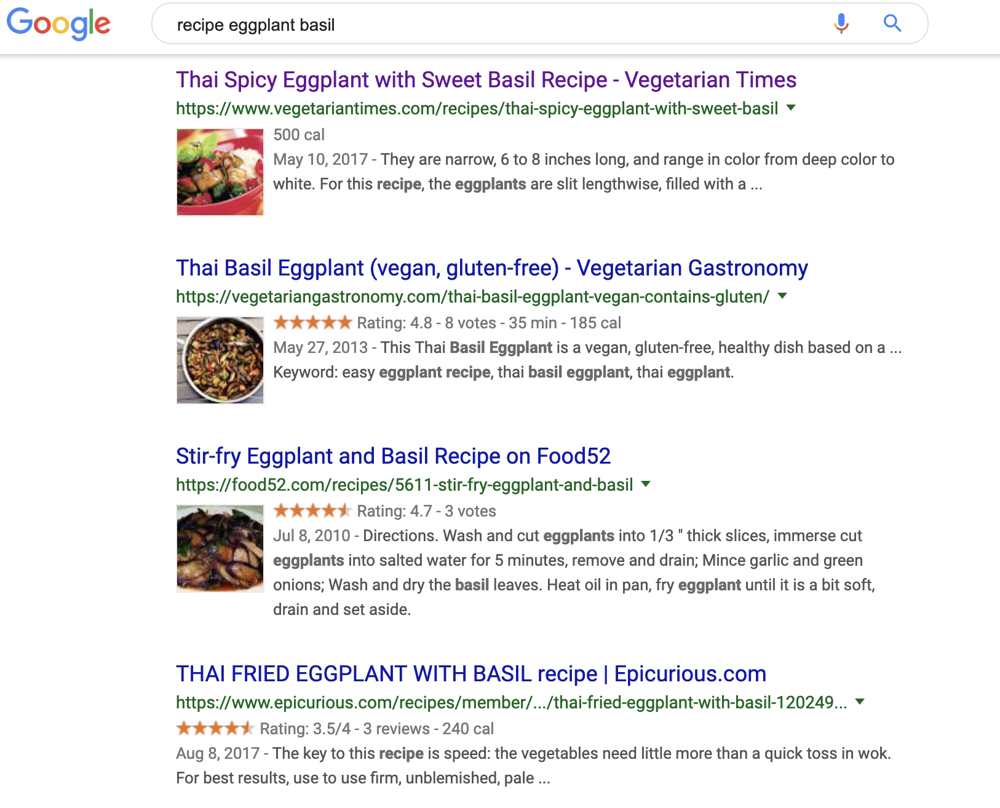 Google
recipe eggplant basil
Thai Spicy Eggplant with Sweet Basil Recipe - Vegetarian Times
https://www.vegetariantimes.com/recipes/thai-spicy-eggplant-with-sweet-basil
500 cal
May 10, 2017 - They are narrow, 6 to 8 inches long, and range in color from deep color to
white. For this recipe, the eggplants are slit lengthwise, filled with a ...
Thai Basil Eggplant (vegan, gluten-free) - Vegetarian Gastronomy
https://vegetariangastronomy.com/thai-basil-eggplant-vegan-contains-gluten/
Rating: 4.8 - 8 votes - 35 min - 185 cal
May 27, 2013 - This Thai Basil Eggplant is a vegan, gluten-free, healthy dish based on a ...
Keyword: easy eggplant recipe, thai basil eggplant, thai eggplant.
Stir-fry Eggplant and Basil Recipe on Food52
https://food52.com/recipes/5611-stir-fry-eggplant-and-basil
Rating: 4.7 - 3 votes
Jul 8, 2010 - Directions. Wash and cut eggplants into 1/3 " thick slices, immerse cut
eggplants into salted water for 5 minutes, remove and drain; Mince garlic and green
onions; Wash and dry the basil leaves. Heat oil in pan, fry eggplant until it is a bit soft,
drain and set aside.
THAI FRIED EGGPLANT WITH BASIL recipe | Epicurious.com
https://www.epicurious.com/recipes/member/.../thai-fried-eggplant-with-basil-120249...
Rating: 3.5/4 - 3 reviews - 240 cal
Aug 8, 2017 - The key to this recipe is speed: the vegetables need little more than a quick toss in wok.
For best results, use to use firm, unblemished, pale ...